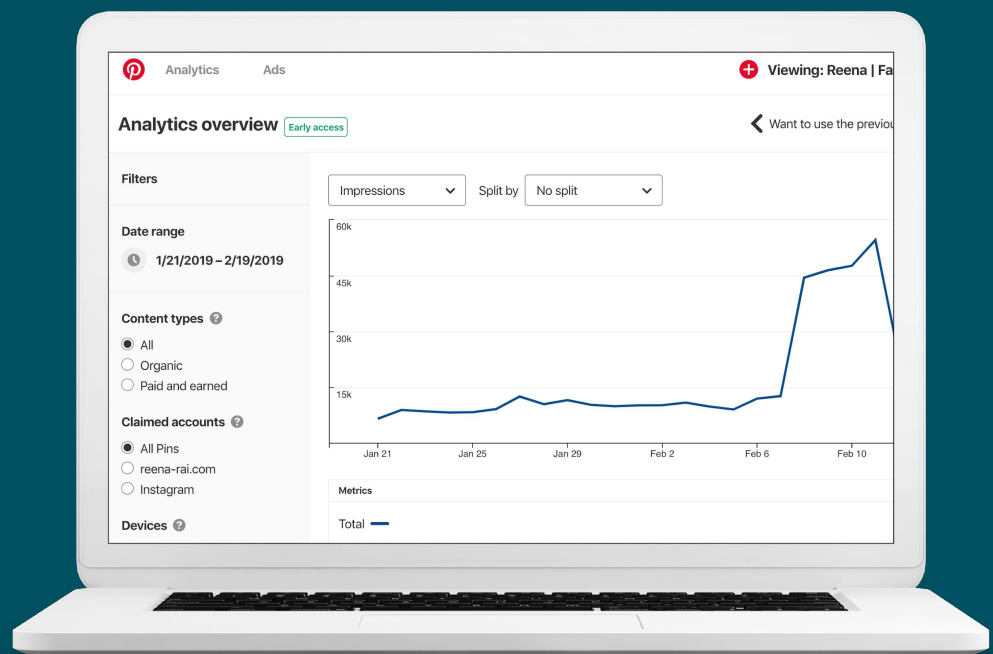 Analytics Ads Viewing: Reena | Fa
Analytics overview Early access Want to use the previou
Filters
Date range
1/21/2019 – 2/19/2019
Content types ?
All
Organic
Paid and earned
Claimed accounts ?
All Pins
reena-rai.com
Instagram
Devices ?
Impressions Split by No split
60k
45k
30k
15k
Jan 21 Jan 25 Jan 29 Feb 2 Feb 6 Feb 10
Metrics
Total